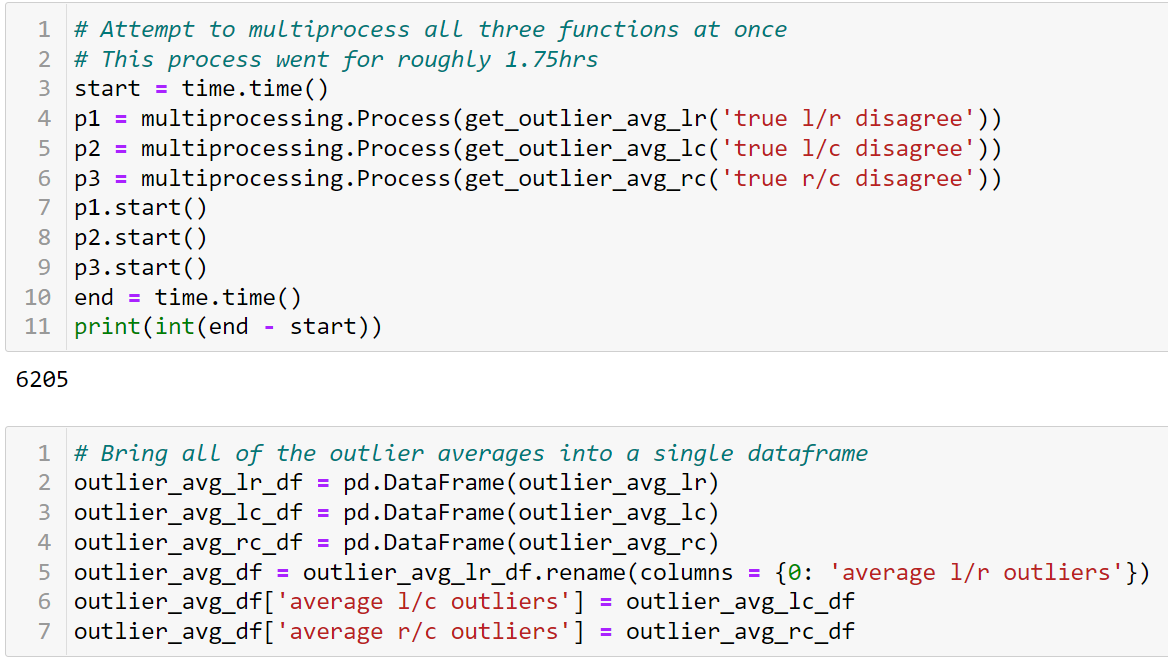 1 # Attempt to multiprocess all three functions at once
2 # This process went for roughly 1.75hrs
3 start = time.time()
4 p1 = multiprocessing.Process(get_outlier_avg_lr('true l/r disagree'))
5 p2 = multiprocessing.Process(get_outlier_avg_lc('true l/c disagree'))
6 p3 = multiprocessing.Process(get_outlier_avg_rc('true r/c disagree'))
7 p1.start()
8 p2.start()
9 p3.start()
10 end = time.time()
11 print(int(end - start))
6205
1 # Bring all of the outlier averages into a single dataframe
2 outlier_avg_lr_df = pd.DataFrame(outlier_avg_lr)
3 outlier_avg_lc_df = pd.DataFrame(outlier_avg_lc)
4 outlier_avg_rc_df = pd.DataFrame(outlier_avg_rc)
5 outlier_avg_df = outlier_avg_lr_df.rename(columns = {0: 'average l/r outliers'})
6 outlier_avg_df['average l/c outliers'] = outlier_avg_lc_df
7 outlier_avg_df['average r/c outliers'] = outlier_avg_rc_df